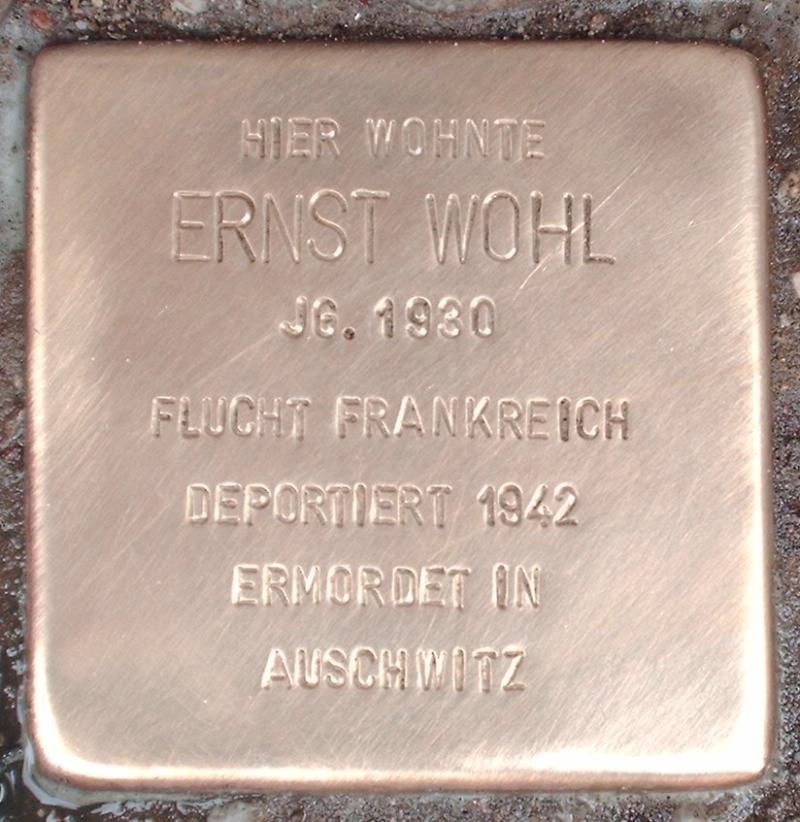 HIER WOHNTE
ERNST WOHL
JG. 1930
FLUCHT FRANKREICH
DEPORTIERT 1942
ERMORDET IN
AUSCHWITZ